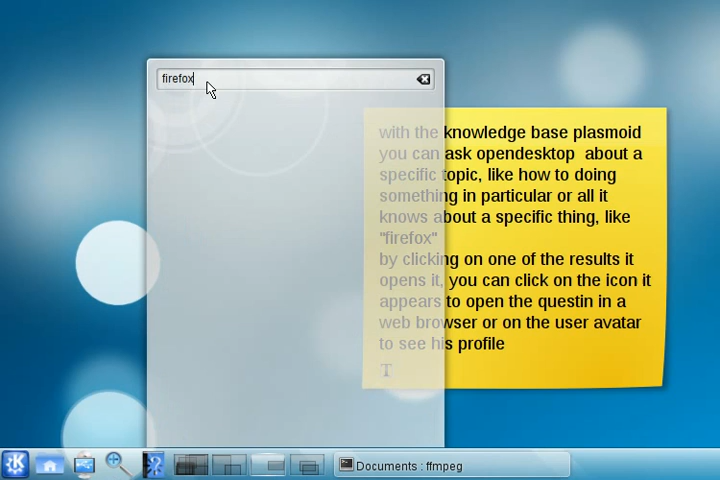 firefox
with the knowledge base plasmoid
you can ask opendesktop  about a
specific topic, like how to doing
something in particular or all it
knows about a specific thing, like
"firefox"
by clicking on one of the results it
opens it, you can click on the icon it
appears to open the questin in a
web browser or on the user avatar
to see his profile
T
Documents : ffmpeg